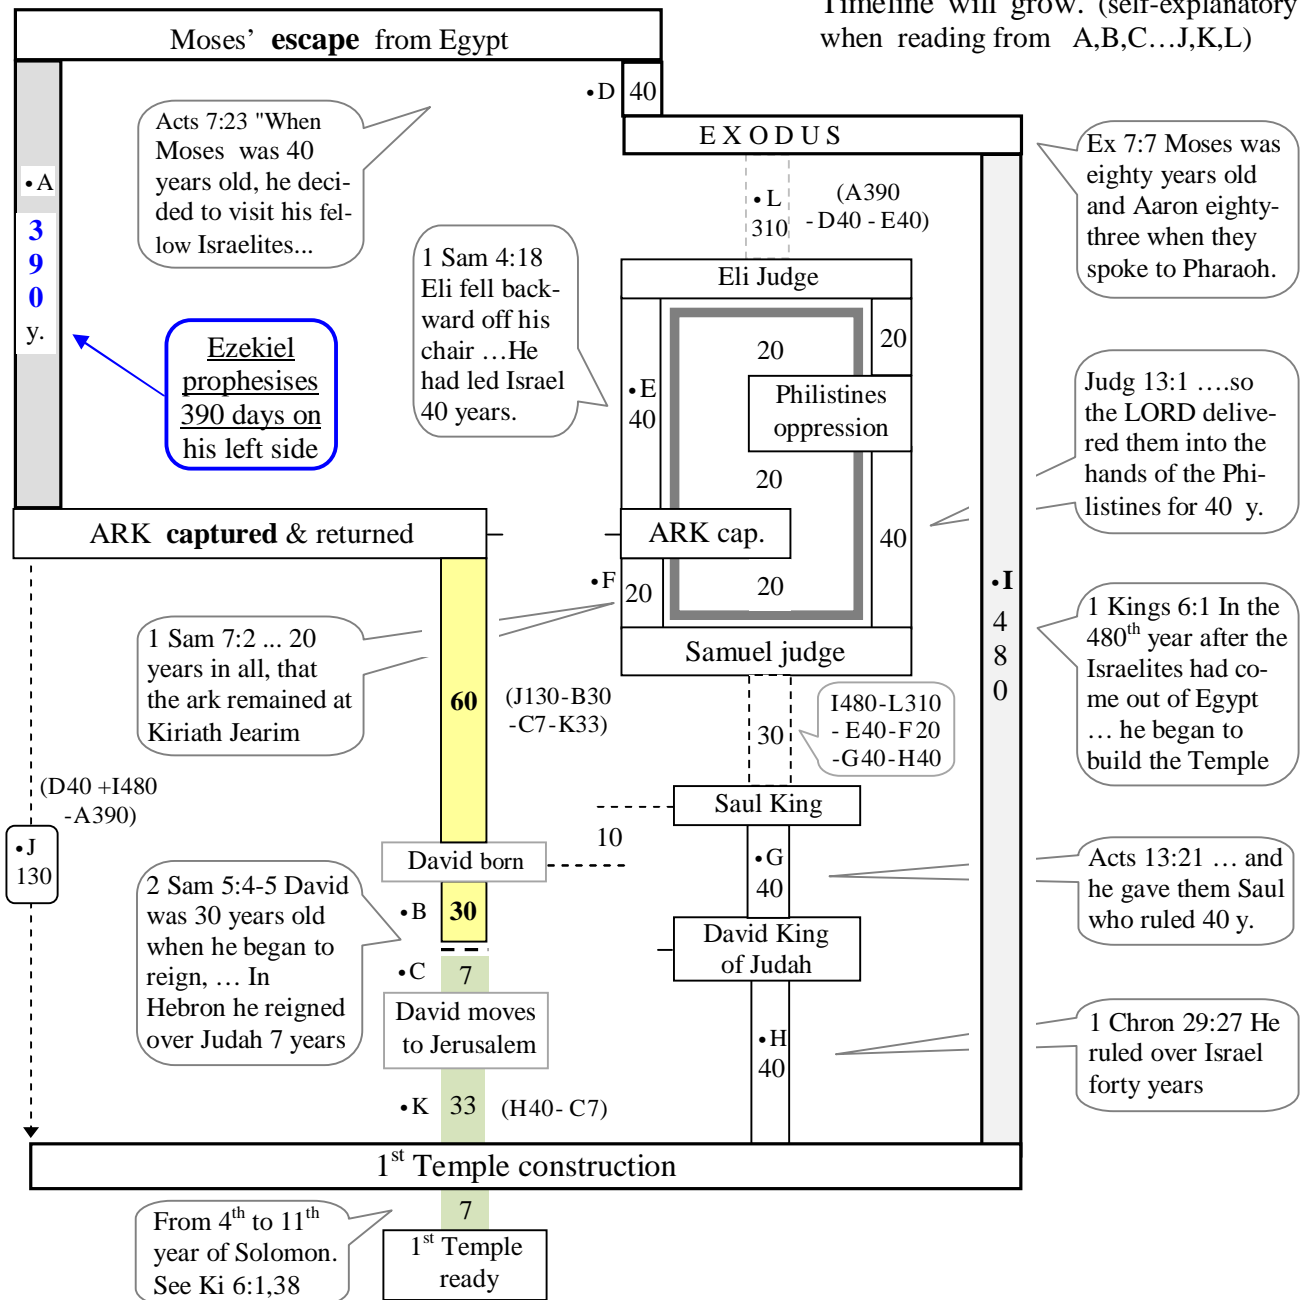 Timeline will grow. (self-explanatory
when reading from A,B,C…J,K,L)
Moses’ escape from Egypt
•D 40
EXODUS
Acts 7:23 "When
Moses was 40
years old, he deci-
ded to visit his fel-
low Israelites...
Ex 7:7 Moses was
eighty years old
and Aaron eighty-
three when they
spoke to Pharaoh.
•A
3
9
0
y.
•L
310
(A390
- D40 - E40)
1 Sam 4:18
Eli fell back-
ward off his
chair …He
had led Israel
40 years.
Eli Judge
Ezekiel
prophesises
390 days on
his left side
20
20
•E
40
Philistines
oppression
20
Judg 13:1 ….so
the LORD delive-
red them into the
hands of the Phi-
listines for 40 y.
ARK captured & returned
ARK cap.
40
•F
20
20
•I
4
8
0
1 Sam 7:2 ... 20
years in all, that
the ark remained at
Kiriath Jearim
Samuel judge
1 Kings 6:1 In the
480th year after the
Israelites had co-
me out of Egypt
… he began to
build the Temple
60
(J130-B30
-C7-K33)
30
I480-L310
- E40-F20
-G40-H40
(D40 +I480
-A390)
•J
130
Saul King
10
David born
•G
40
Acts 13:21 … and
he gave them Saul
who ruled 40 y.
2 Sam 5:4-5 David
was 30 years old
when he began to
reign, … In
Hebron he reigned
over Judah 7 years
•B 30
David King
of Judah
•C 7
David moves
to Jerusalem
•H
40
1 Chron 29:27 He
ruled over Israel
forty years
•K 33 (H40- C7)
1st Temple construction
7
From 4th to 11th
year of Solomon.
See Ki 6:1,38
1st Temple
ready